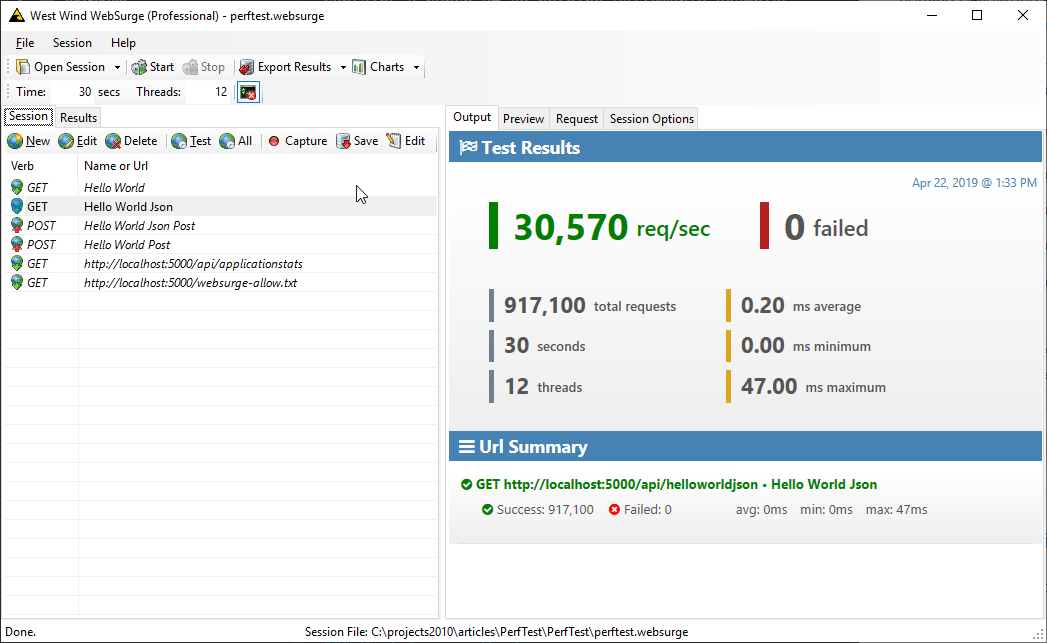 West Wind WebSurge (Professional) - perftest.websurge
File Session Help
Open Session Start Stop Export Results Charts
Time: 30 secs Threads: 12
Session Results
New Edit Delete Test All Capture Save Edit
Verb Name or Url
GET Hello World
GET Hello World Json
POST Hello World Json Post
POST Hello World Post
GET http://localhost:5000/api/applicationstats
GET http://localhost:5000/websurge-allow.txt
Output Preview Request Session Options
Test Results
Apr 22, 2019 @ 1:33 PM
30,570 req/sec 0 failed
917,100 total requests 0.20 ms average
30 seconds 0.00 ms minimum
12 threads 47.00 ms maximum
Url Summary
GET http://localhost:5000/api/helloworldjson • Hello World Json
Success: 917,100 Failed: 0 avg: 0ms min: 0ms max: 47ms
Done. Session File: C:\projects2010\articles\PerfTest\PerfTest\perftest.websurge